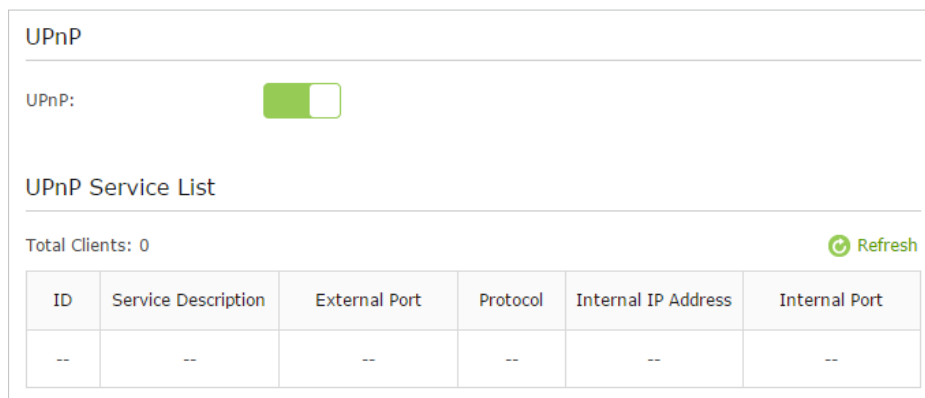 UPnP
UPnP:
UPnP Service List
Total Clients: 0 Refresh
ID Service Description External Port Protocol Internal IP Address Internal Port
-- -- -- -- -- --